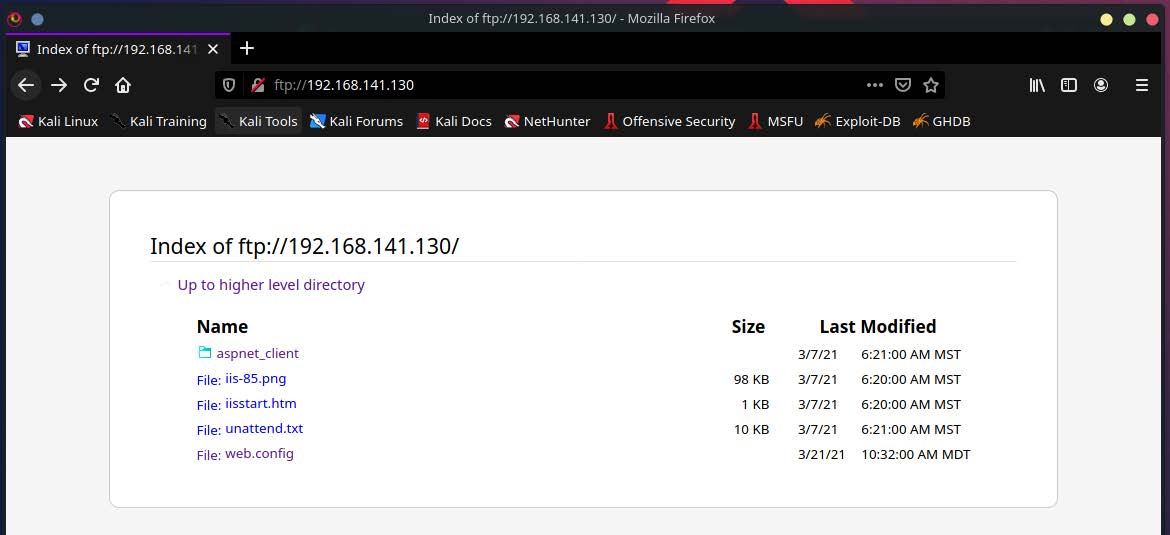 Index of ftp://192.168.141.130/ - Mozilla Firefox
Index of ftp://192.168.141
ftp://192.168.141.130
Kali Linux Kali Training Kali Tools Kali Forums Kali Docs NetHunter Offensive Security MSFU Exploit-DB GHDB
Index of ftp://192.168.141.130/
Up to higher level directory
Name Size Last Modified
aspnet_client 3/7/21 6:21:00 AM MST
File: iis-85.png 98 KB 3/7/21 6:20:00 AM MST
File: iisstart.htm 1 KB 3/7/21 6:20:00 AM MST
File: unattend.txt 10 KB 3/7/21 6:21:00 AM MST
File: web.config 3/21/21 10:32:00 AM MDT